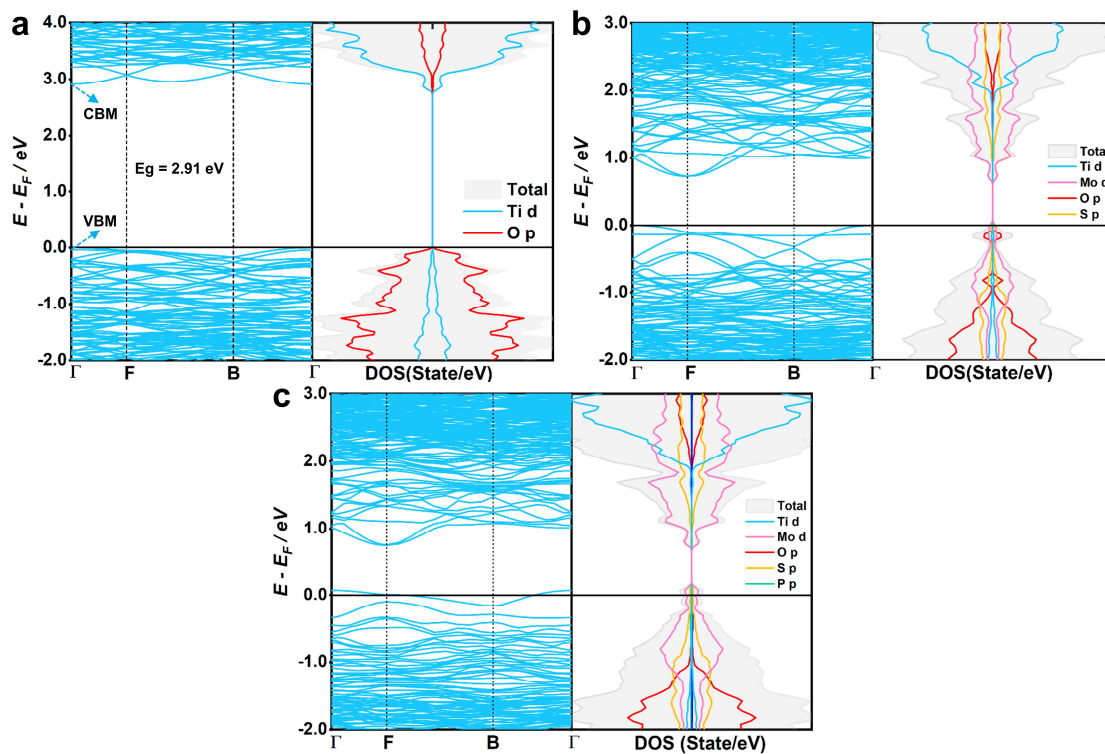 a
4.0
3.0
2.0
1.0
0.0
-1.0
-2.0
E - E_F / eV
CBM
Eg = 2.91 eV
VBM
Total
Ti d
O p
Γ F B Γ
DOS(State/eV)
b
3.0
2.0
1.0
0.0
-1.0
-2.0
E - E_F / eV
Total
Ti d
Mo d
O p
S p
Γ F B Γ
DOS(State/eV)
c
3.0
2.0
1.0
0.0
-1.0
-2.0
E - E_F / eV
Total
Ti d
Mo d
O p
S p
P p
Γ F B Γ
DOS (State/eV)